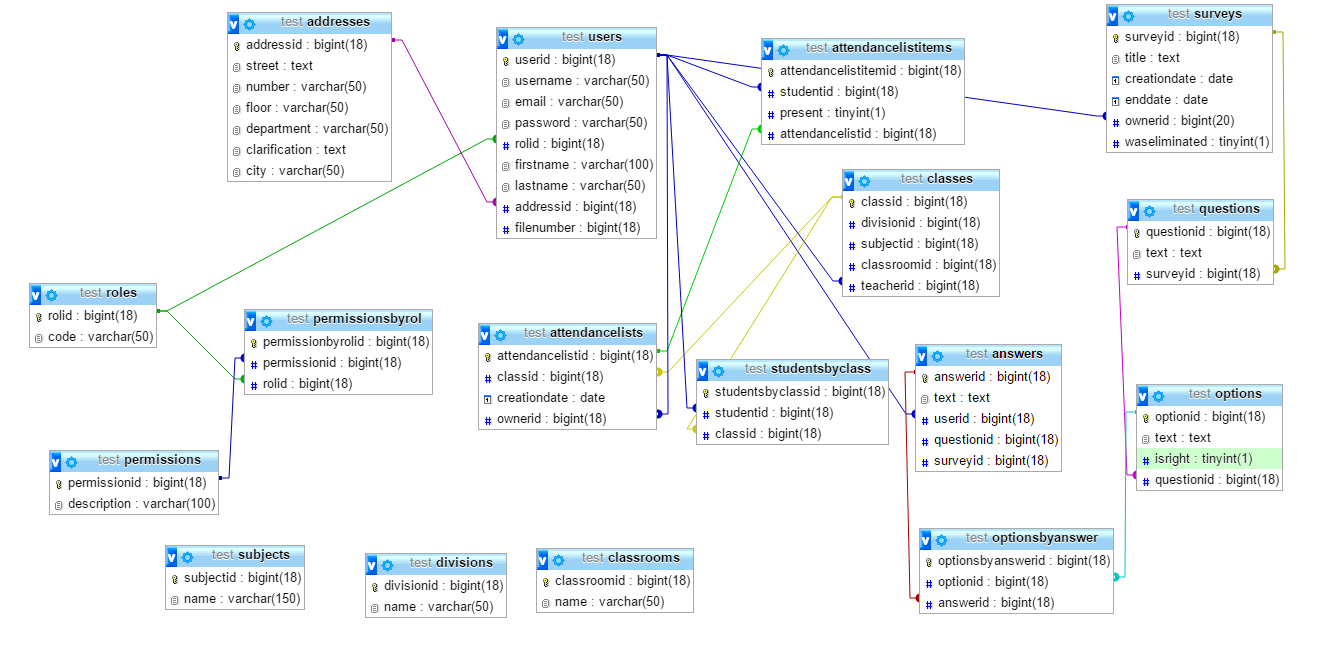 test addresses
addressid : bigint(18)
street : text
number : varchar(50)
floor : varchar(50)
department : varchar(50)
clarification : text
city : varchar(50)
test users
userid : bigint(18)
username : varchar(50)
email : varchar(50)
password : varchar(50)
rolid : bigint(18)
firstname : varchar(100)
lastname : varchar(50)
addressid : bigint(18)
filenumber : bigint(18)
test attendancelistitems
attendancelistitemid : bigint(18)
studentid : bigint(18)
present : tinyint(1)
attendancelistid : bigint(18)
test surveys
surveyid : bigint(18)
title : text
creationdate : date
enddate : date
ownerid : bigint(20)
waseliminated : tinyint(1)
test classes
classid : bigint(18)
divisionid : bigint(18)
subjectid : bigint(18)
classroomid : bigint(18)
teacherid : bigint(18)
test questions
questionid : bigint(18)
text : text
surveyid : bigint(18)
test roles
rolid : bigint(18)
code : varchar(50)
test permissionsbyrol
permissionbyrolid : bigint(18)
permissionid : bigint(18)
rolid : bigint(18)
test attendancelists
attendancelistid : bigint(18)
classid : bigint(18)
creationdate : date
ownerid : bigint(18)
test studentsbyclass
studentsbyclassid : bigint(18)
studentid : bigint(18)
classid : bigint(18)
test answers
answerid : bigint(18)
text : text
userid : bigint(18)
questionid : bigint(18)
surveyid : bigint(18)
test options
optionid : bigint(18)
text : text
isright : tinyint(1)
questionid : bigint(18)
test permissions
permissionid : bigint(18)
description : varchar(100)
test subjects
subjectid : bigint(18)
name : varchar(150)
test divisions
divisionid : bigint(18)
name : varchar(50)
test classrooms
classroomid : bigint(18)
name : varchar(50)
test optionsbyanswer
optionsbyanswerid : bigint(18)
optionid : bigint(18)
answerid : bigint(18)